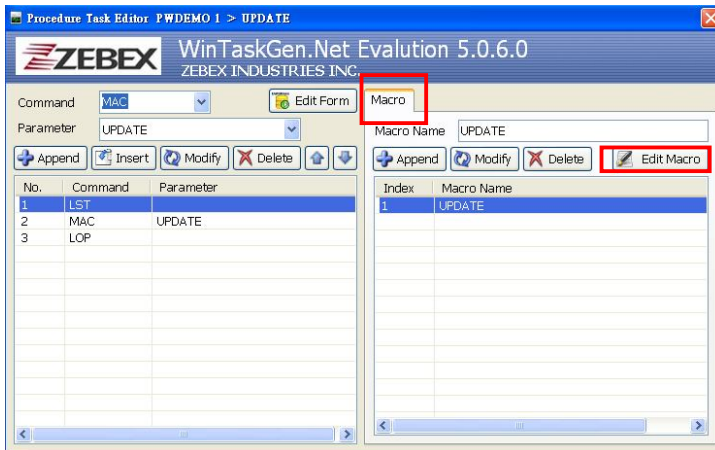 Procedure Task Editor PWDEMO 1 > UPDATE
ZEBEX
WinTaskGen.Net Evalution 5.0.6.0
ZEBEX INDUSTRIES INC.
Command MAC Edit Form
Parameter UPDATE
Append Insert Modify Delete
No. Command Parameter
1 LST
2 MAC UPDATE
3 LOP
Macro
Macro Name UPDATE
Append Modify Delete Edit Macro
Index Macro Name
1 UPDATE